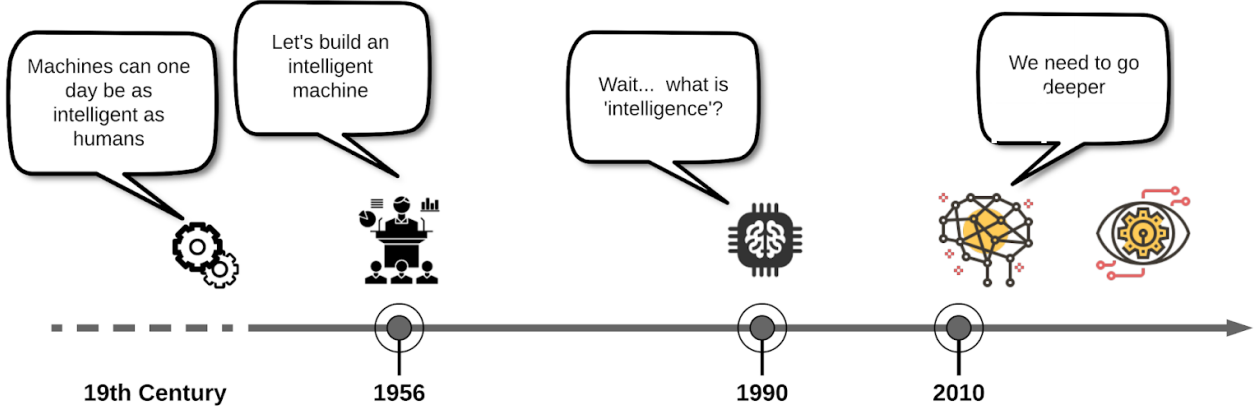 Machines can one
day be as
intelligent as
humans
Let's build an
intelligent
machine
Wait... what is
'intelligence'?
We need to go
deeper
19th Century
1956
1990
2010